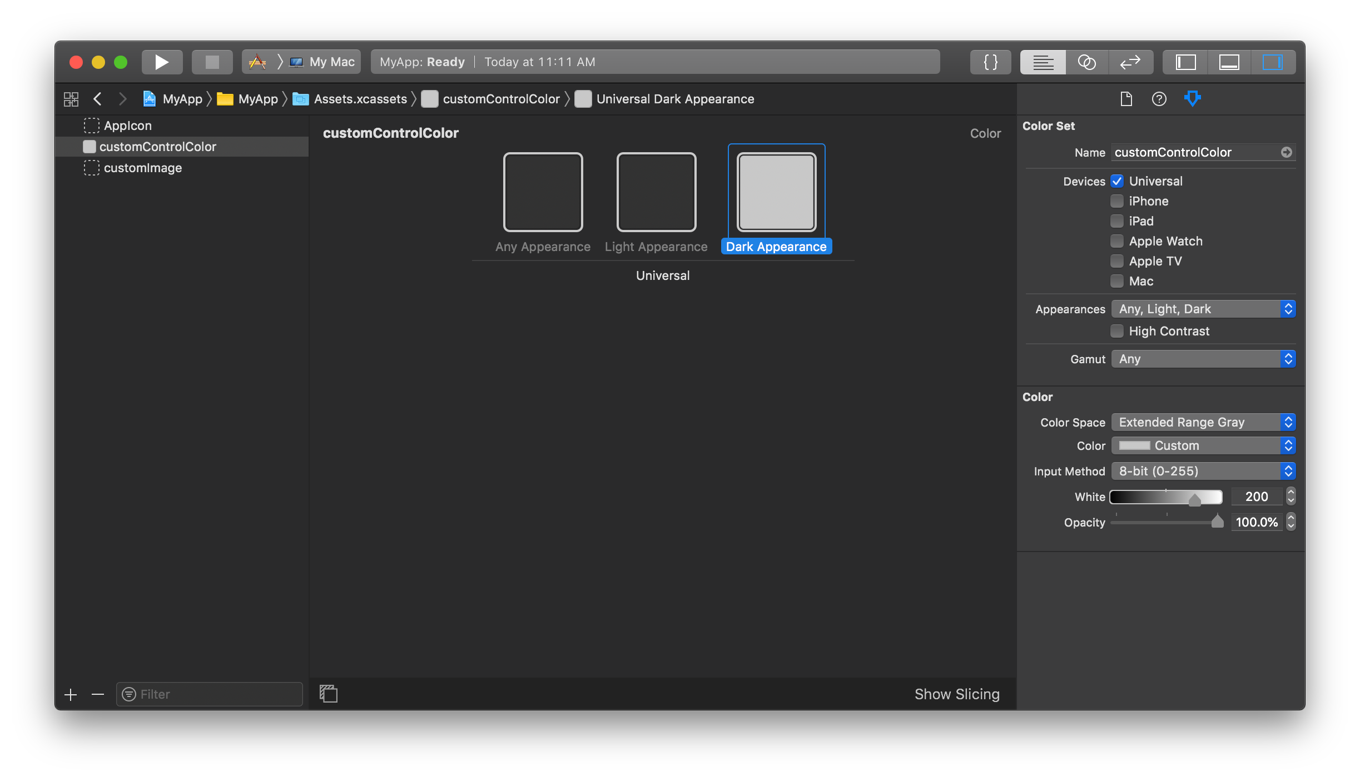 My Mac
MyApp: Ready | Today at 11:11 AM
{ }
MyApp 〉 MyApp 〉 Assets.xcassets 〉 customControlColor 〉 Universal Dark Appearance
AppIcon
customControlColor
customImage
Filter
customControlColor
Color
Any Appearance
Light Appearance
Dark Appearance
Universal
Show Slicing
Color Set
Name customControlColor
Devices Universal
iPhone
iPad
Apple Watch
Apple TV
Mac
Appearances Any, Light, Dark
High Contrast
Gamut Any
Color
Color Space Extended Range Gray
Color Custom
Input Method 8-bit (0-255)
White 200
Opacity 100.0%